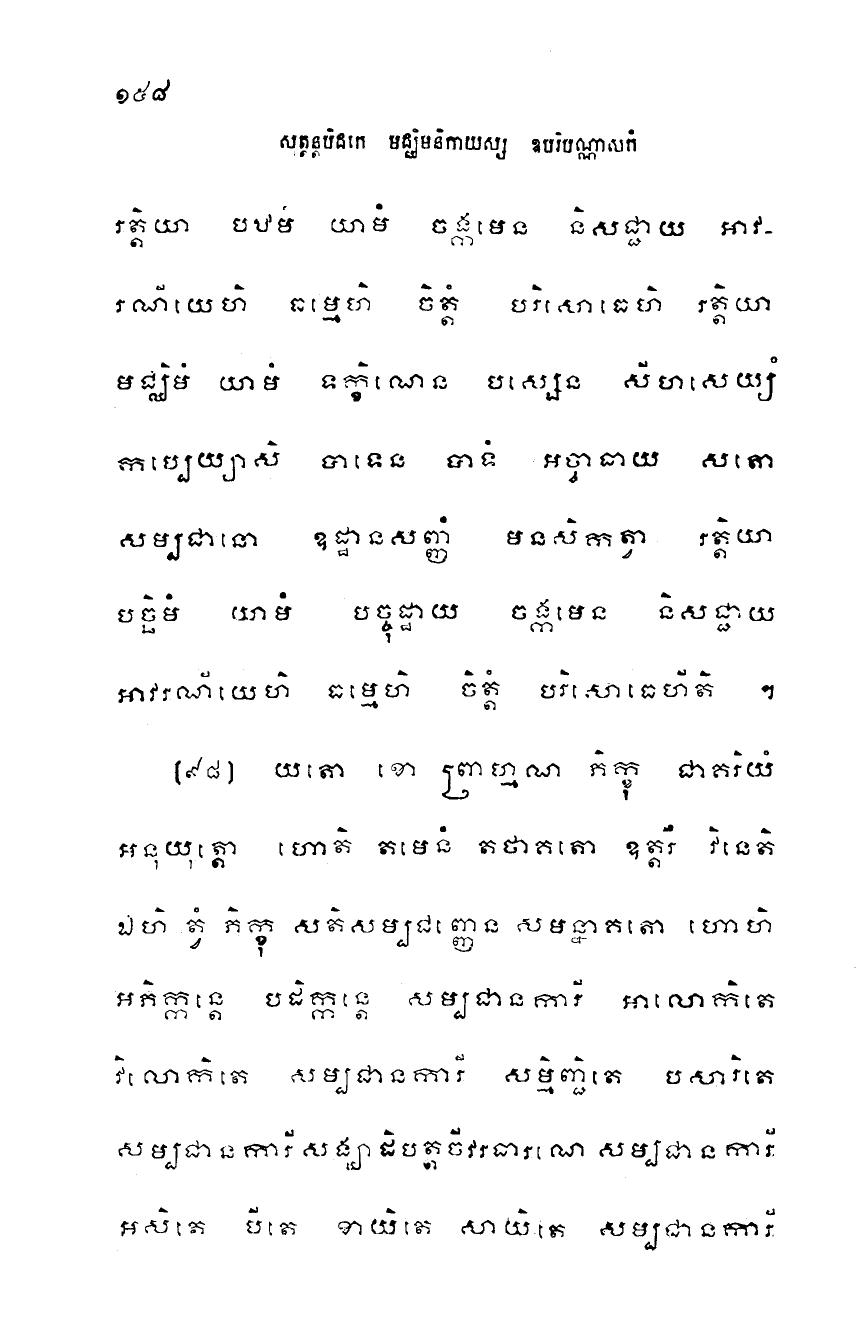 ១៥៨
សុត្តន្តបិដកេ មជ្ឈិមនិកាយស្ស ឧបរិបណ្ណាសកំ
រត្តិយា បឋមំ យាមំ ចង្កមេន និសជ្ជាយ អាវ-
រណីយេហិ ធម្មេហិ ចិត្តំ បរិសោធេហិ រត្តិយា
មជ្ឈិមំ យាមំ ទក្ខិណេន បស្សេន សីហសេយ្យំ
កប្បេយ្យាសិ បាទេន បាទំ អច្ចាធាយ សតោ
សម្បជានោ ឧដ្ឋានសញ្ញំ មនសិកត្វា រត្តិយា
បច្ឆិមំ យាមំ បច្ចុដ្ឋាយ ចង្កមេន និសជ្ជាយ
អាវរណីយេហិ ធម្មេហិ ចិត្តំ បរិសោធេហីតិ ។
[៩៨] យតោ ខោ ព្រាហ្មណ ភិក្ខុ ជាគរិយំ
អនុយុត្តោ ហោតិ តមេនំ តថាគតោ ឧត្តរឹ វិនេតិ
ឯហិ ត្វំ ភិក្ខុ សតិសម្បជញ្ញេន សមន្នាគតោ ហោហិ
អភិក្កន្តេ បដិក្កន្តេ សម្បជានការី អាលោកិតេ
វិលោកិតេ សម្បជានការី សម្មិញ្ជិតេ បសារិតេ
សម្បជានការី សង្ឃាដិបត្តចីវរធារណេ សម្បជានការី
អសិតេ បីតេ ខាយិតេ សាយិតេ សម្បជានការី